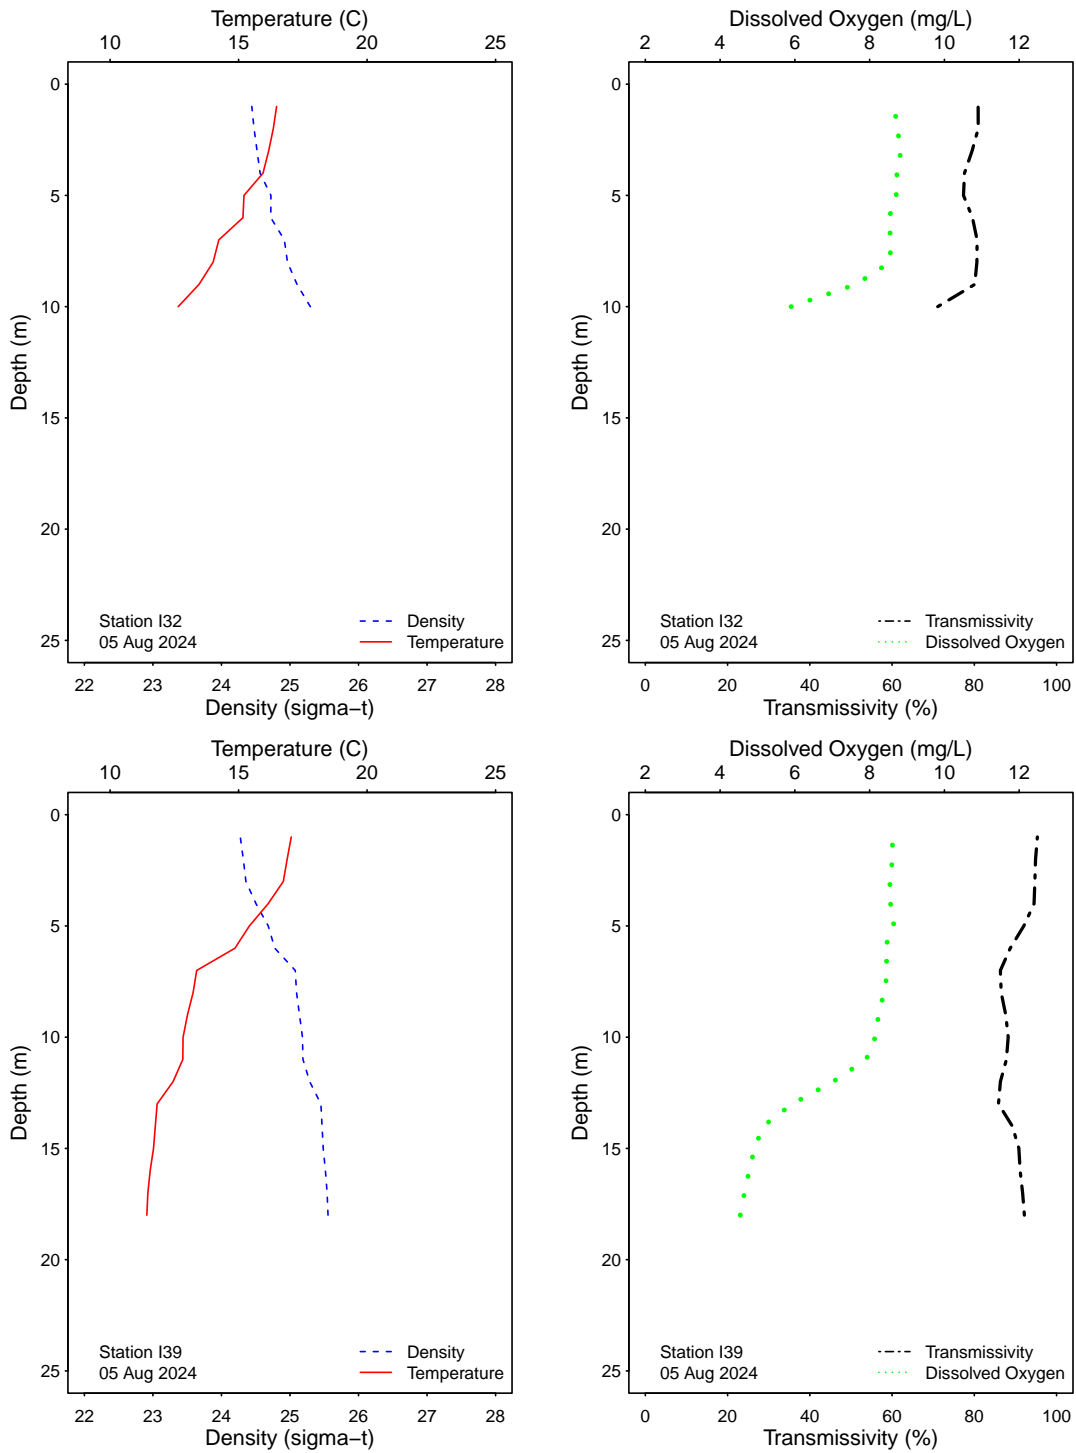 Temperature (C)
10 15 20 25
0
5
10
15
20
25
Depth (m)
Station I32
05 Aug 2024
Density
Temperature
22 23 24 25 26 27 28
Density (sigma−t)
Dissolved Oxygen (mg/L)
2 4 6 8 10 12
0
5
10
15
20
25
Depth (m)
Station I32
05 Aug 2024
Transmissivity
Dissolved Oxygen
0 20 40 60 80 100
Transmissivity (%)
Temperature (C)
10 15 20 25
0
5
10
15
20
25
Depth (m)
Station I39
05 Aug 2024
Density
Temperature
22 23 24 25 26 27 28
Density (sigma−t)
Dissolved Oxygen (mg/L)
2 4 6 8 10 12
0
5
10
15
20
25
Depth (m)
Station I39
05 Aug 2024
Transmissivity
Dissolved Oxygen
0 20 40 60 80 100
Transmissivity (%)